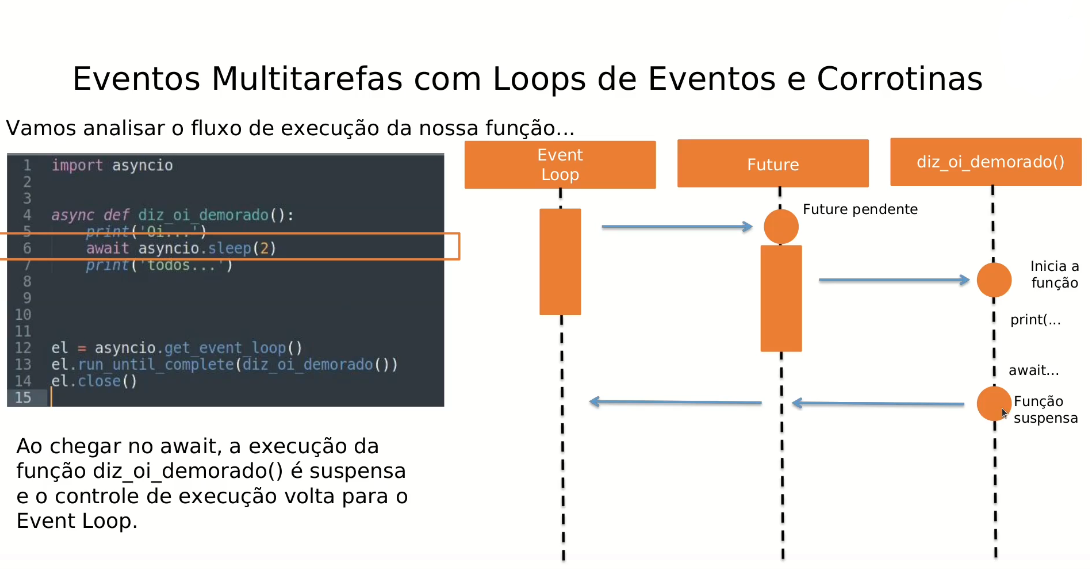 Eventos Multitarefas com Loops de Eventos e Corrotinas
Vamos analisar o fluxo de execução da nossa função...
1 import asyncio
2
3
4 async def diz_oi_demorado():
5 print('Oi...')
6 await asyncio.sleep(2)
7 print('todos...')
8
9
10
11
12 el = asyncio.get_event_loop()
13 el.run_until_complete(diz_oi_demorado())
14 el.close()
15
Ao chegar no await, a execução da
função diz_oi_demorado() é suspensa
e o controle de execução volta para o
Event Loop.
Event
Loop
Future
diz_oi_demorado()
Future pendente
Inicia a
função
print(...
await...
Função
suspensa